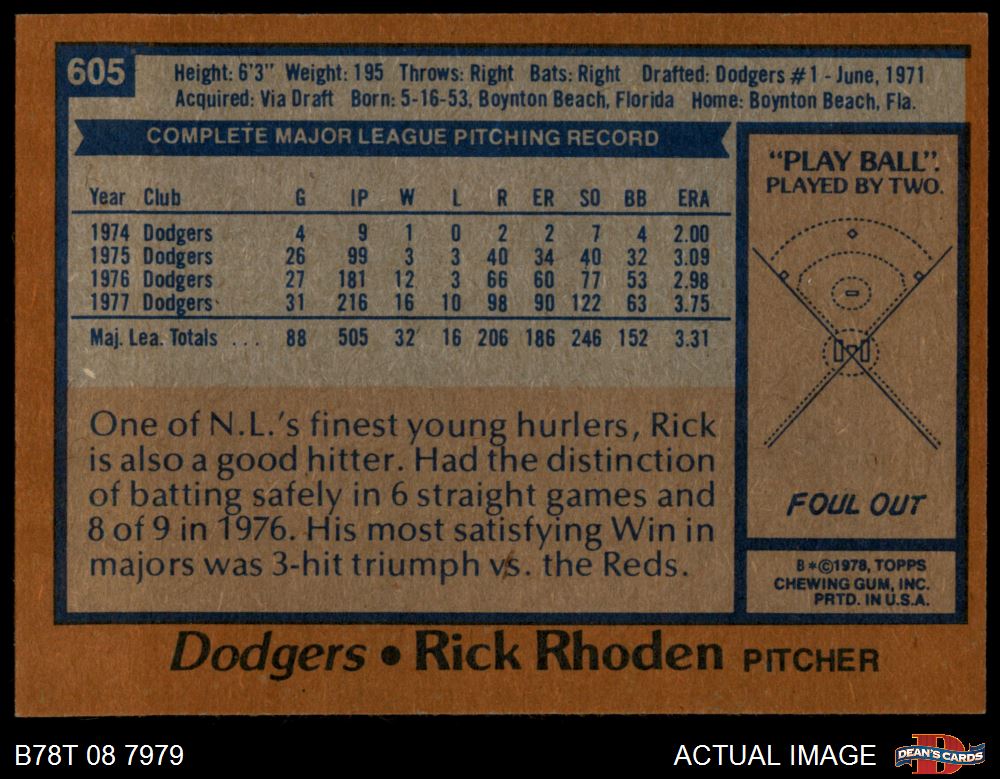 605
Height: 6'3" Weight: 195 Throws: Right Bats: Right Drafted: Dodgers #1 - June, 1971
Acquired: Via Draft Born: 5-16-53, Boynton Beach, Florida Home: Boynton Beach, Fla.
COMPLETE MAJOR LEAGUE PITCHING RECORD
Year Club G IP W L R ER SO BB ERA
1974 Dodgers 4 9 1 0 2 2 7 4 2.00
1975 Dodgers 26 99 3 3 40 34 40 32 3.09
1976 Dodgers 27 181 12 3 66 60 77 53 2.98
1977 Dodgers 31 216 16 10 98 90 122 63 3.75
Maj. Lea. Totals ... 88 505 32 16 206 186 246 152 3.31
One of N.L.'s finest young hurlers, Rick
is also a good hitter. Had the distinction
of batting safely in 6 straight games and
8 of 9 in 1976. His most satisfying Win in
majors was 3-hit triumph vs. the Reds.
"PLAY BALL".
PLAYED BY TWO.
FOUL OUT
B*©1978, TOPPS
CHEWING GUM, INC.
PRTD. IN U.S.A.
Dodgers • Rick Rhoden PITCHER
B78T 08 7979
ACTUAL IMAGE
D
DEAN'S CARDS